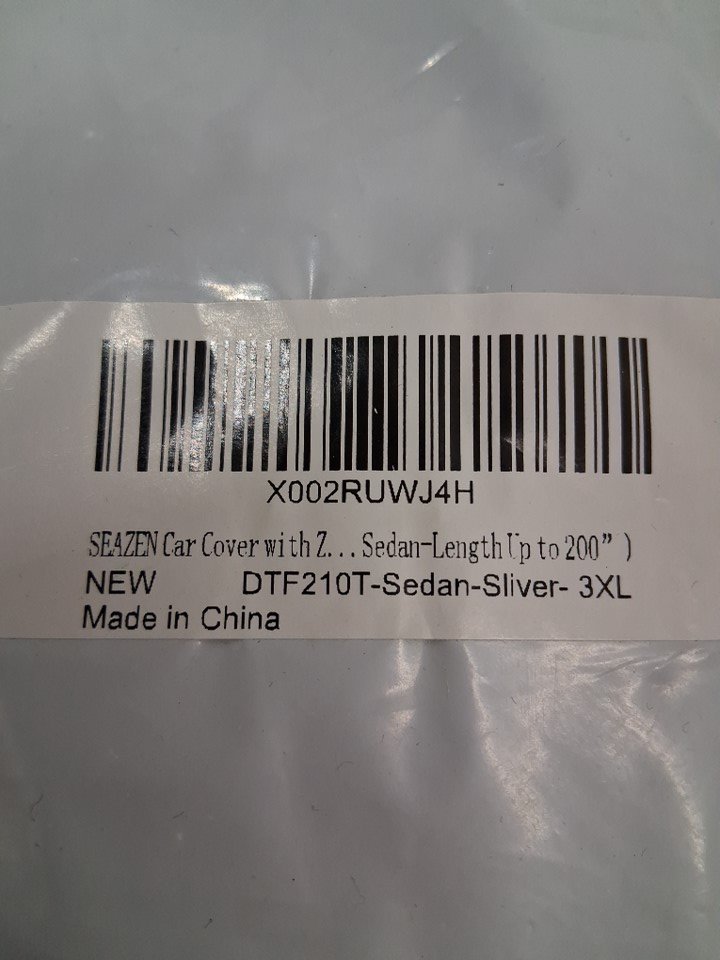 X002RUWJ4H
SEAZEN Car Cover with Z... Sedan-Length Up to 200” )
NEW DTF210T-Sedan-Sliver- 3XL
Made in China